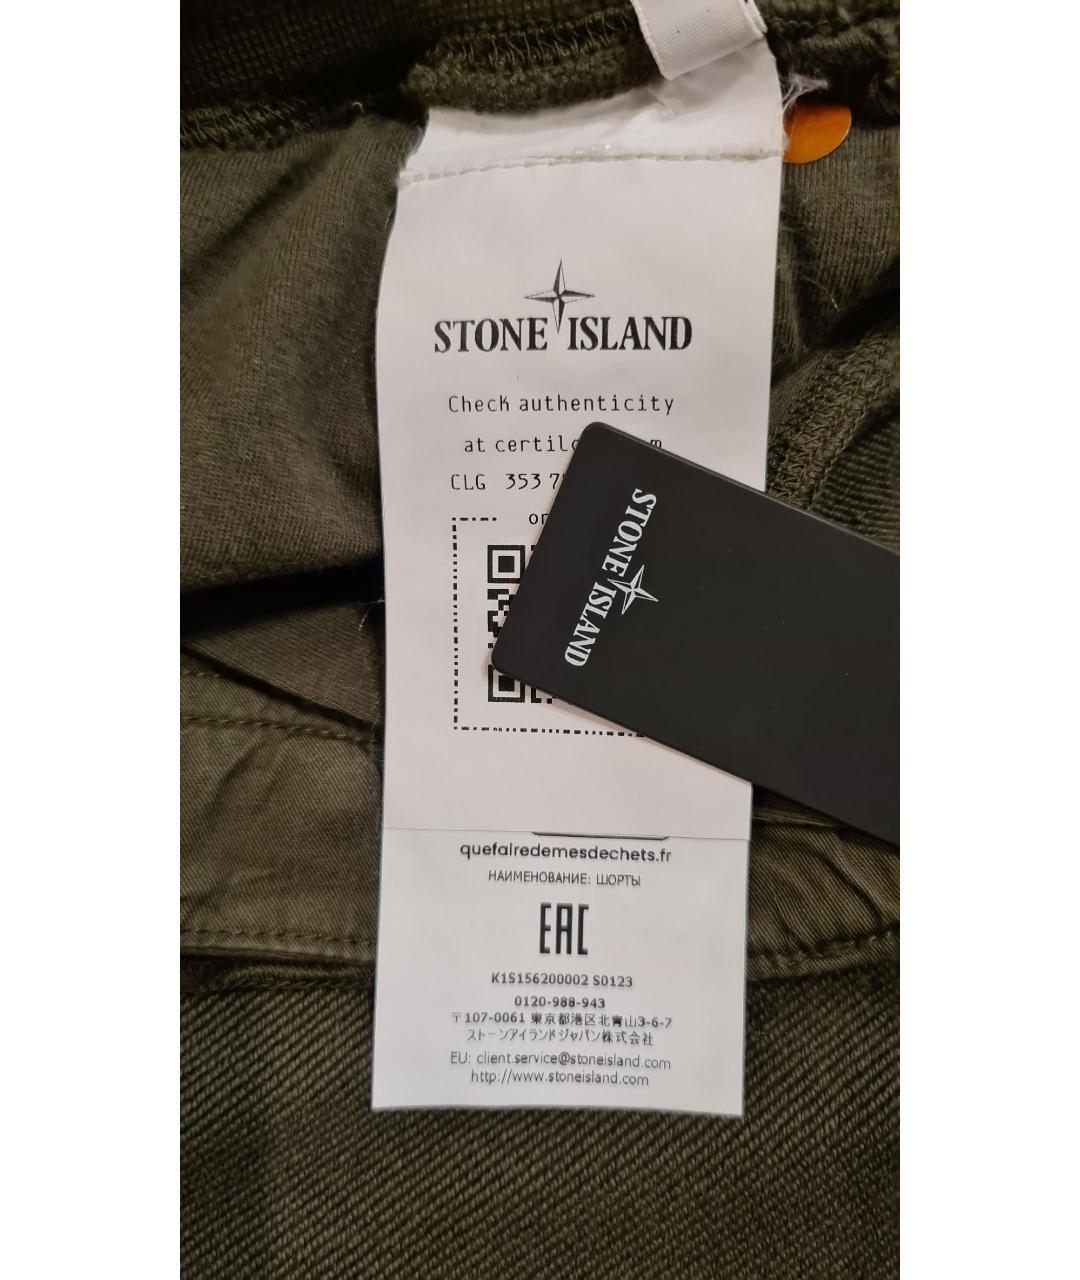 STONE ISLAND
Check authenticity
at
CLG 353
STONE ISLAND
quefairedemesdechets.fr
НАИМЕНОВАНИЕ: ШОРТЫ
EAC
K1S156200002 S0123
0120-988-943
〒107-0061 東京都港区北青山3-6-7
ストーンアイランドジャパン株式会社
EU: client.service@stoneisland.com
http://www.stoneisland.com